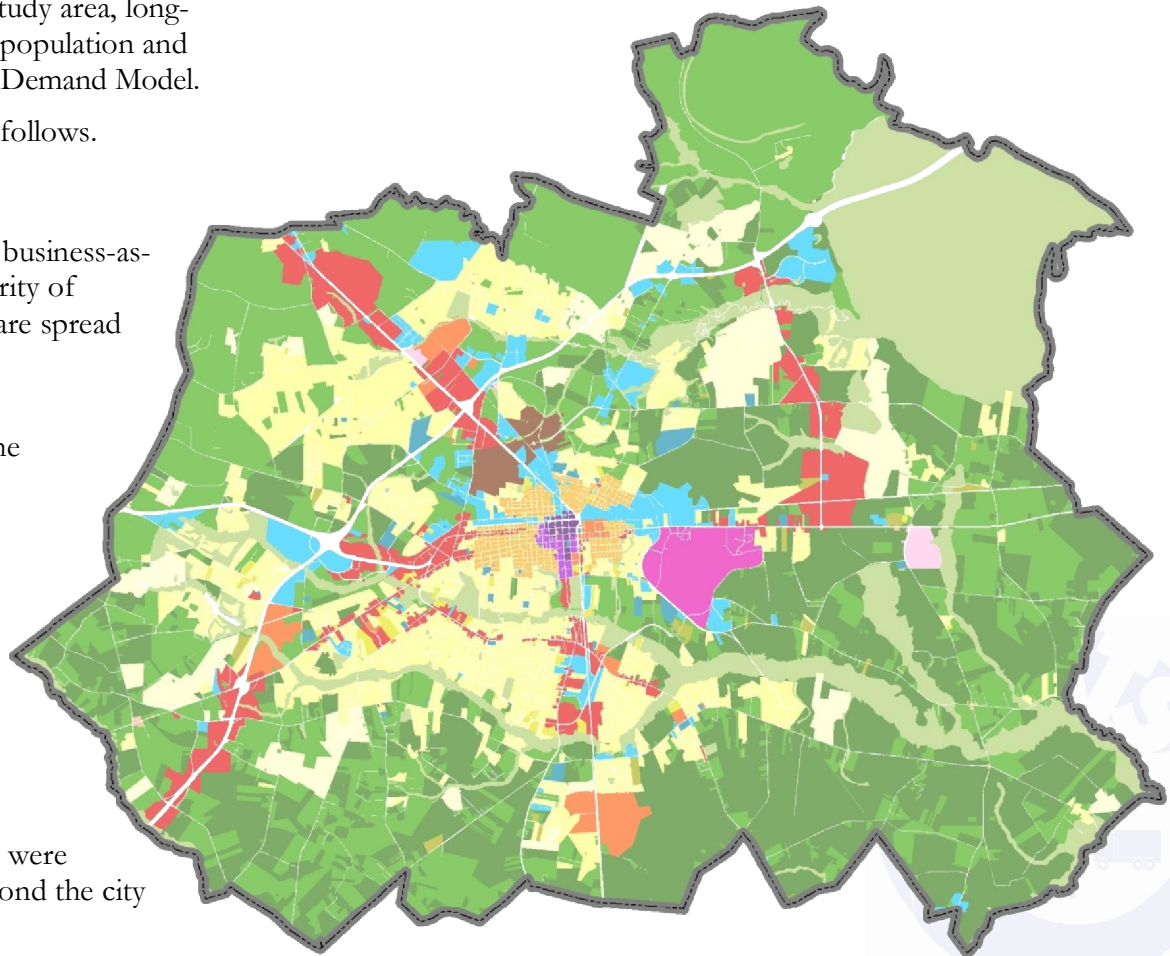 tudy area, long-
population and
Demand Model.
follows.
business-as-
rity of
are spread
ne
were
ond the city